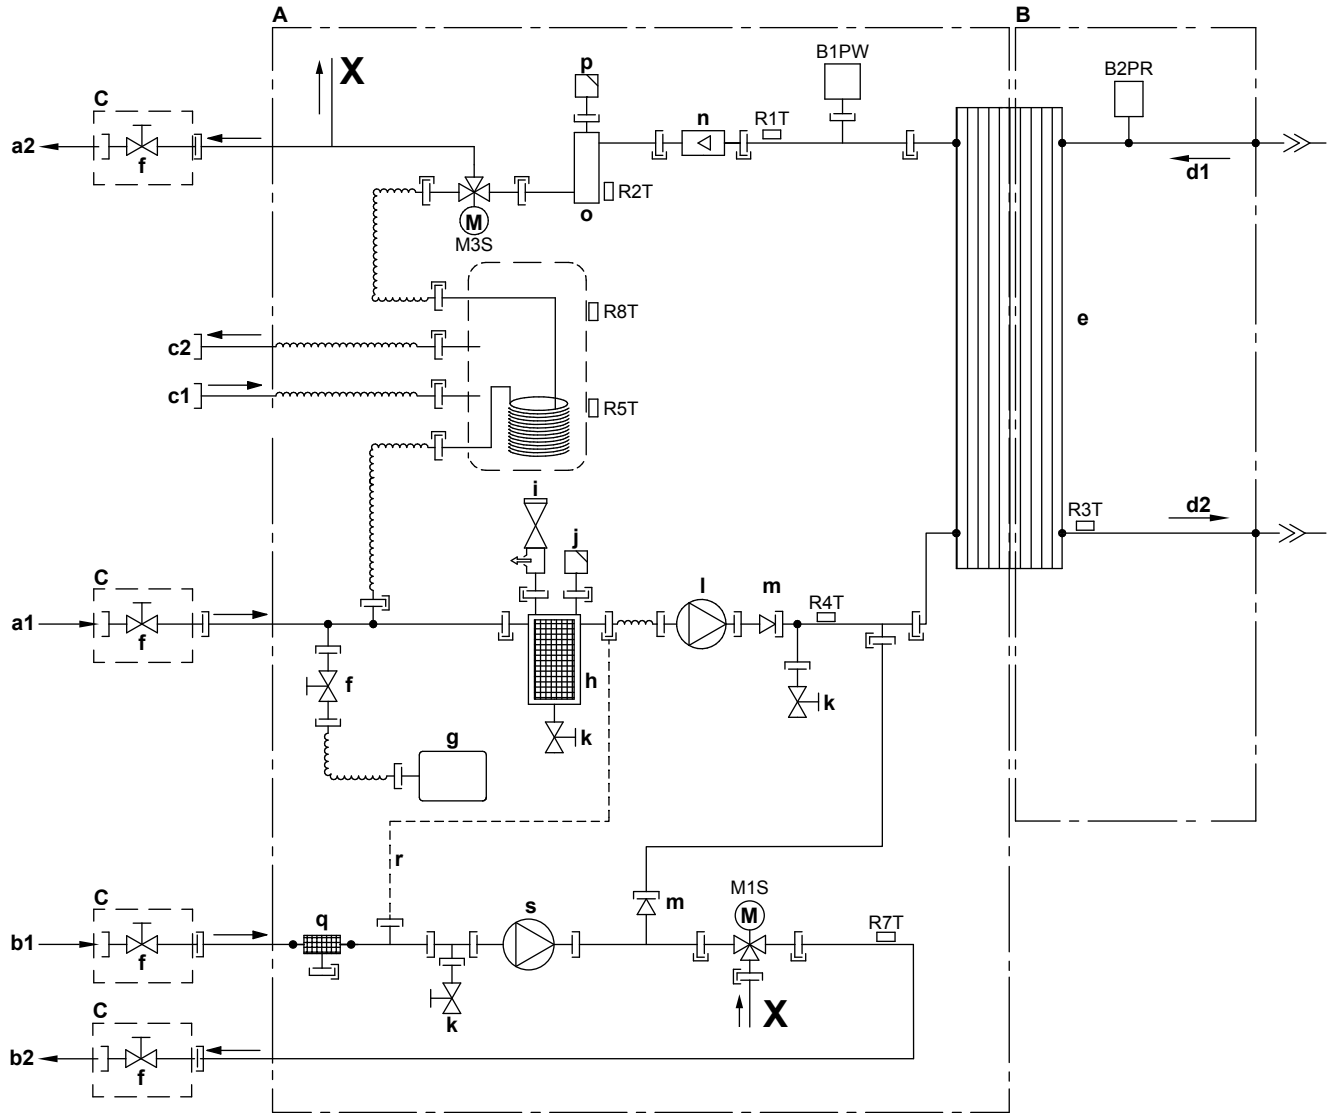 A
B
C
X
p
B1PW
B2PR
n
R1T
a2
f
d1
R2T
o
M
M3S
R8T
c2
e
c1
R5T
i
j
R3T
d2
C
l
m
R4T
a1
f
h
f
k
k
g
r
C
q
s
m
M1S
M
R7T
b1
f
k
X
C
b2
f